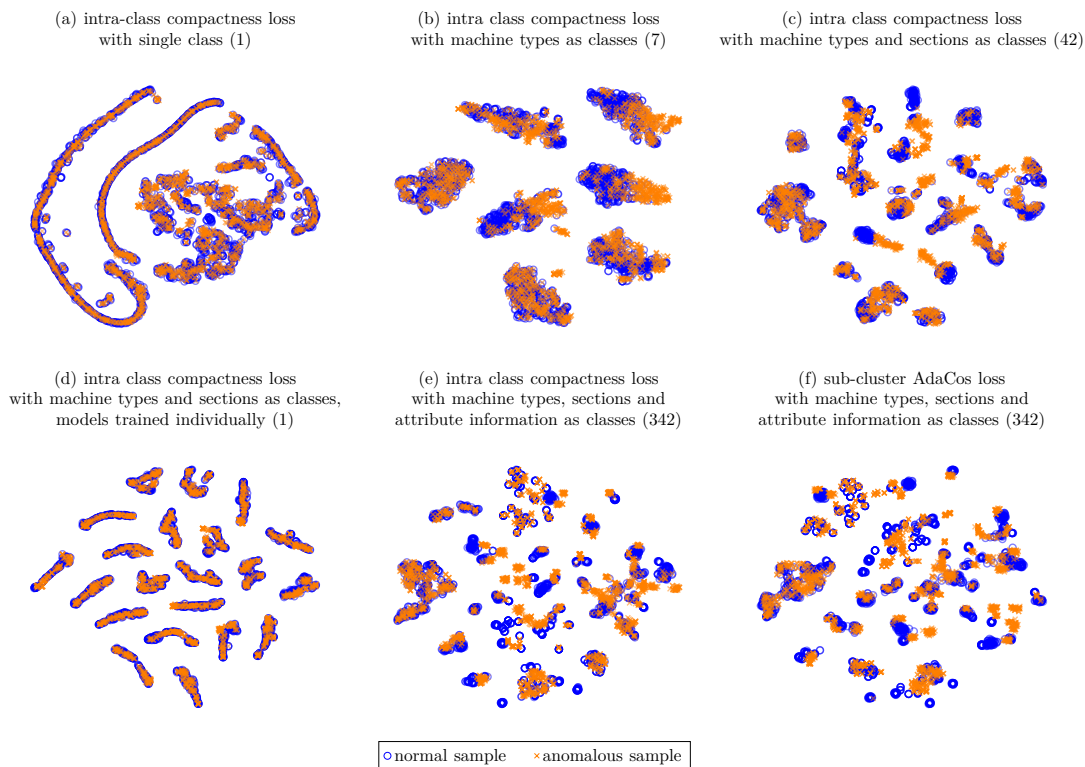 (a) intra-class compactness loss
with single class (1)
(b) intra class compactness loss
with machine types as classes (7)
(c) intra class compactness loss
with machine types and sections as classes (42)
(d) intra class compactness loss
with machine types and sections as classes,
models trained individually (1)
(e) intra class compactness loss
with machine types, sections and
attribute information as classes (342)
(f) sub-cluster AdaCos loss
with machine types, sections and
attribute information as classes (342)
normal sample
anomalous sample